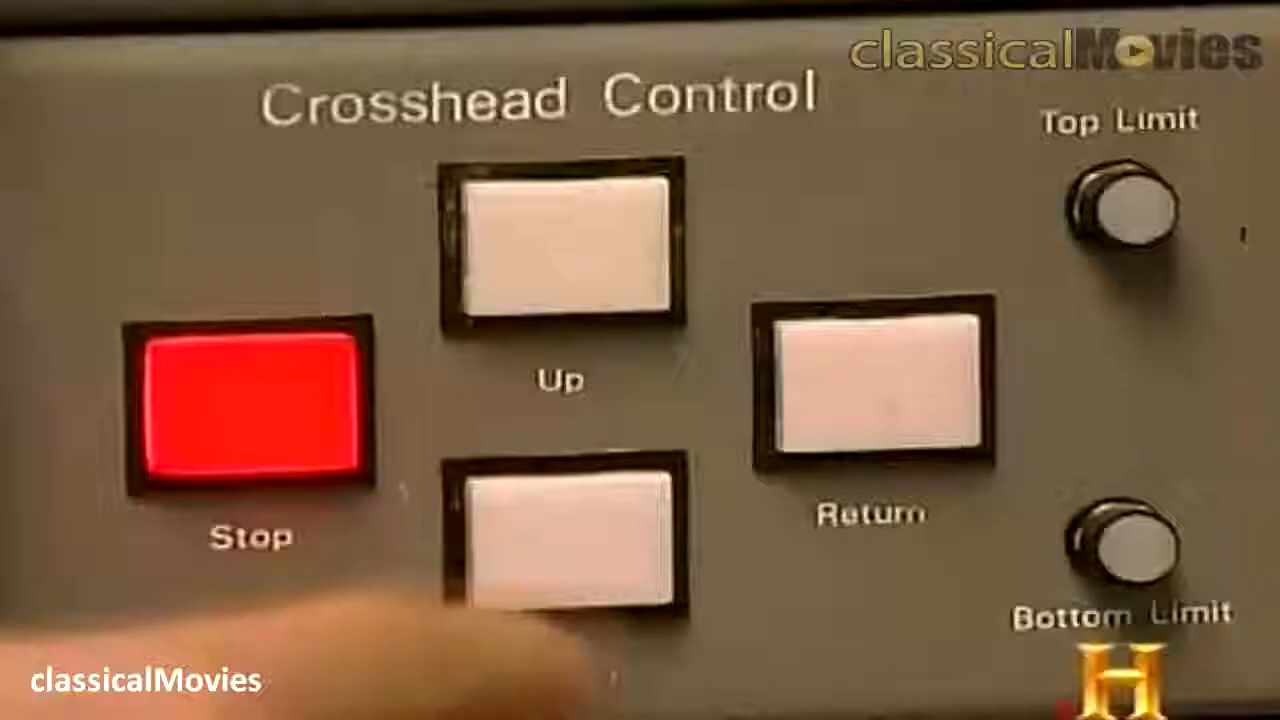 classicalMovies
Crosshead Control
Top Limit
Up
Return
Stop
Bottom Limit
H
classicalMovies